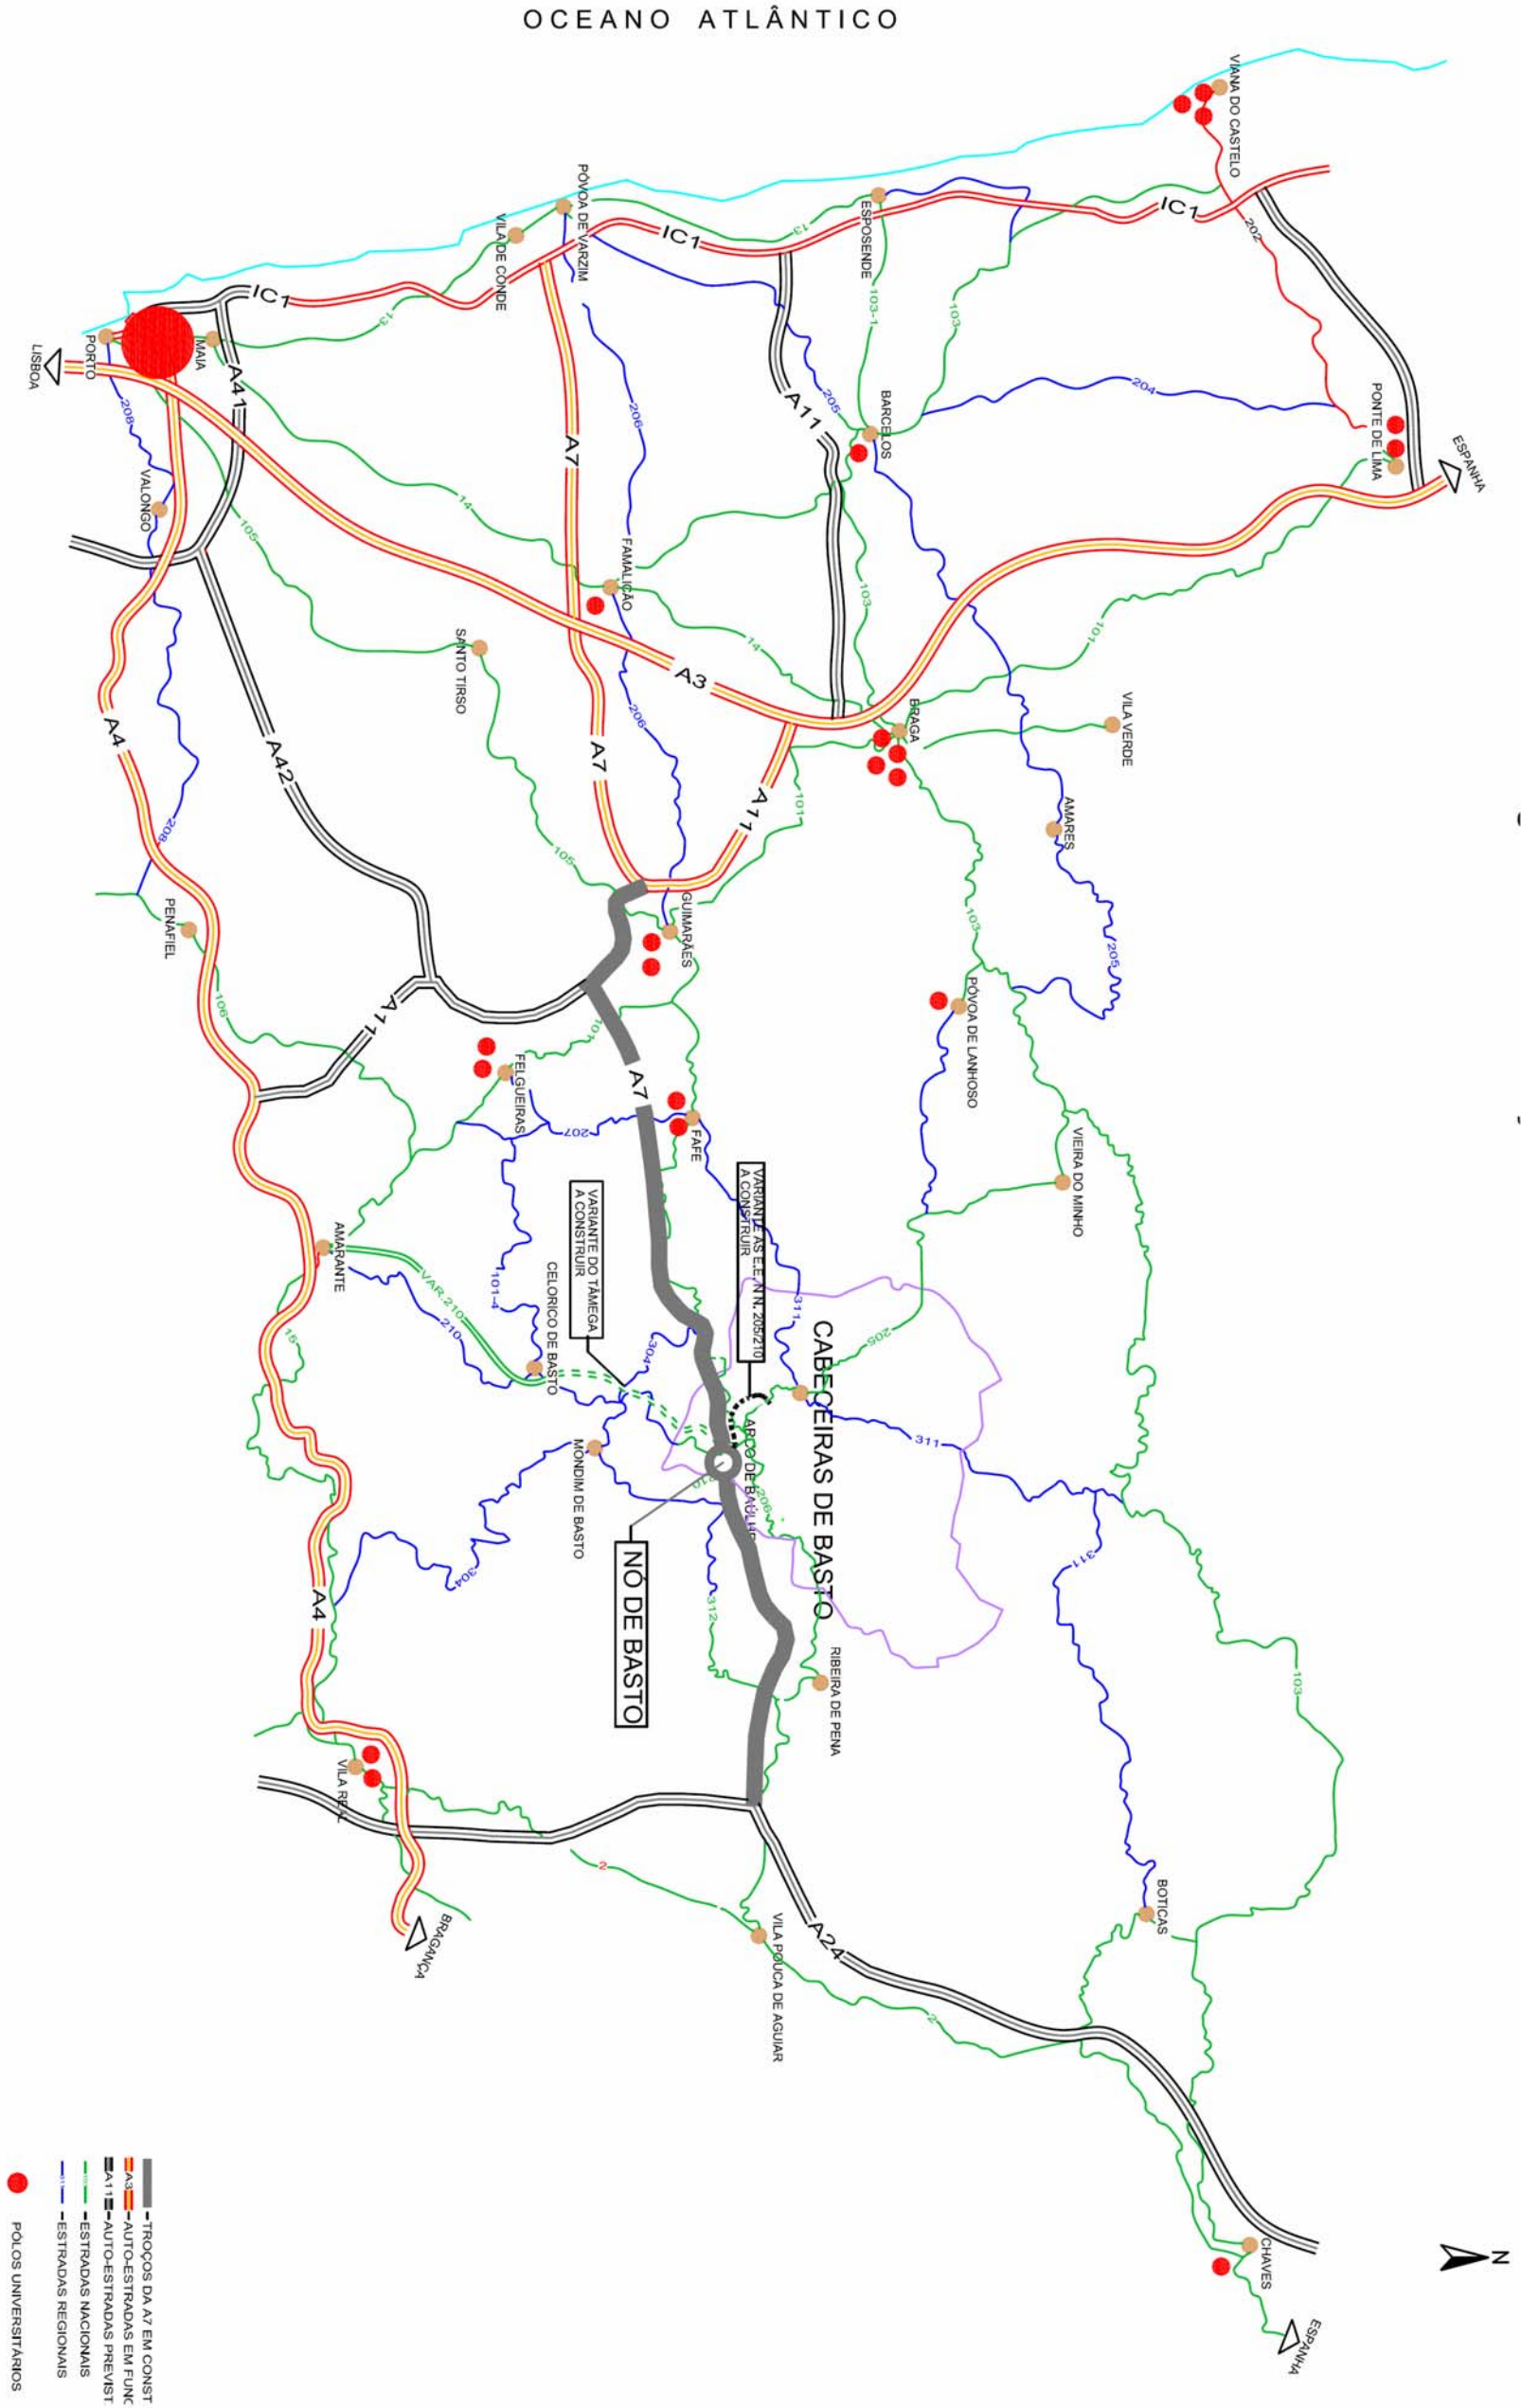 OCEANO ATLÂNTICO
VIANA DO CASTELO
IC1
202
PÓVOA DE VARZIM
VILA DE CONDE
ESPOSENDE
IC1
13
103-1
103
IC1
13
PORTO
MAIA
LISBOA
A41
208
VALONGO
A7
206
A11
205
BARCELOS
204
PONTE DE LIMA
ESPANHA
14
105
FAMALICÃO
103
14
101
SANTO TIRSO
A3
206
A4
A42
A7
BRAGA
VILA VERDE
A11
101
AMARES
208
105
PENAFIEL
GUIMARÃES
103
205
106
A11
PÓVOA DE LANHOSO
101
FELGUEIRAS
A7
FAFE
207
VIEIRA DO MINHO
VARIANTE ÀS E.E.N.N. 205/210
A CONSTRUIR
VARIANTE DO TÂMEGA
A CONSTRUIR
AMARANTE
VAR.210
210
101-4
CELORICO DE BASTO
304
311
205
CABECEIRAS DE BASTO
15
MONDIM DE BASTO
ARCO DE BAÚLHE
210
206
311
304
NÓ DE BASTO
312
311
A4
RIBEIRA DE PENA
103
VILA REAL
2
BRAGANÇA
VILA POUCA DE AGUIAR
A24
BOTICAS
2
CHAVES
ESPANHA
N
TROÇOS DA A7 EM CONST
A3 AUTO-ESTRADAS EM FUNC
A11 AUTO-ESTRADAS PREVIST
ESTRADAS NACIONAIS
ESTRADAS REGIONAIS
PÓLOS UNIVERSITÁRIOS